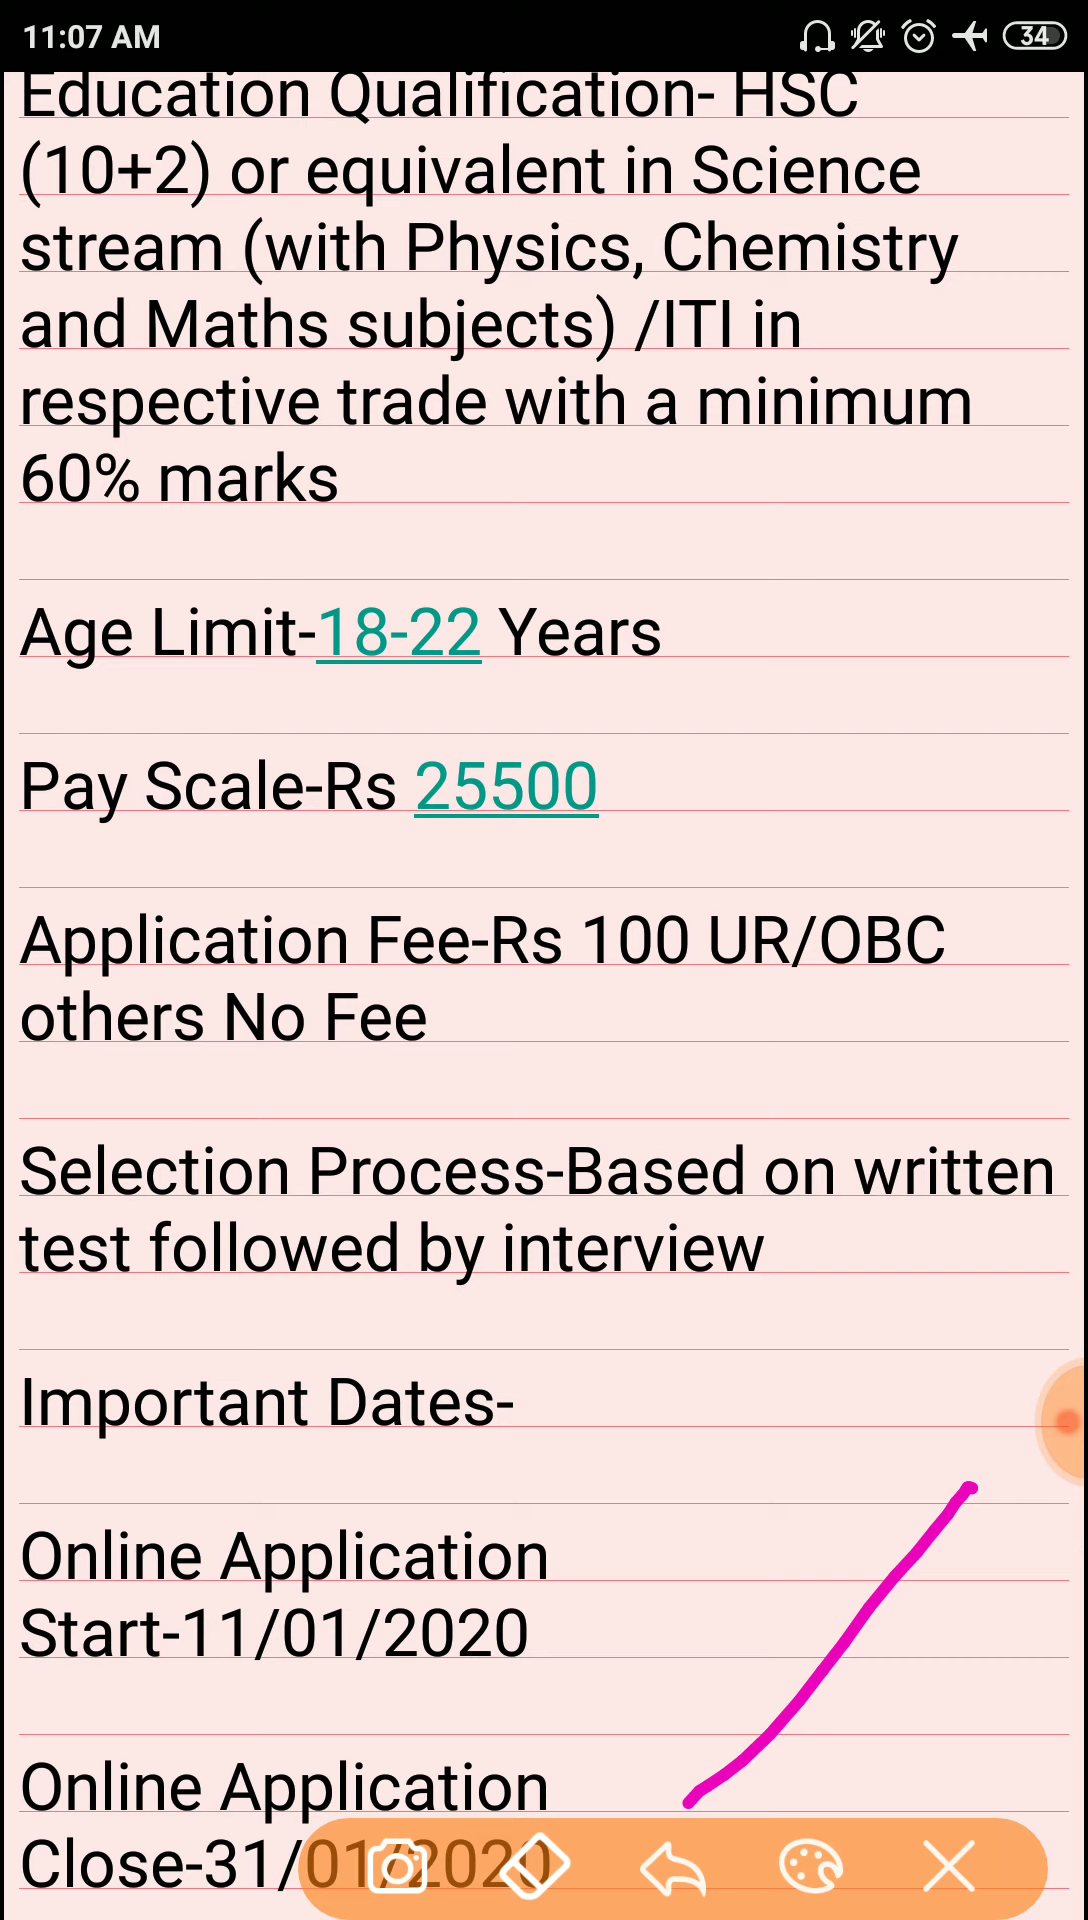 11:07 AM
34
Education Qualification- HSC
(10+2) or equivalent in Science
stream (with Physics, Chemistry
and Maths subjects) /ITI in
respective trade with a minimum
60% marks
Age Limit-18-22 Years
Pay Scale-Rs 25500
Application Fee-Rs 100 UR/OBC
others No Fee
Selection Process-Based on written
test followed by interview
Important Dates-
Online Application
Start-11/01/2020
Online Application
Close-31/01/2020